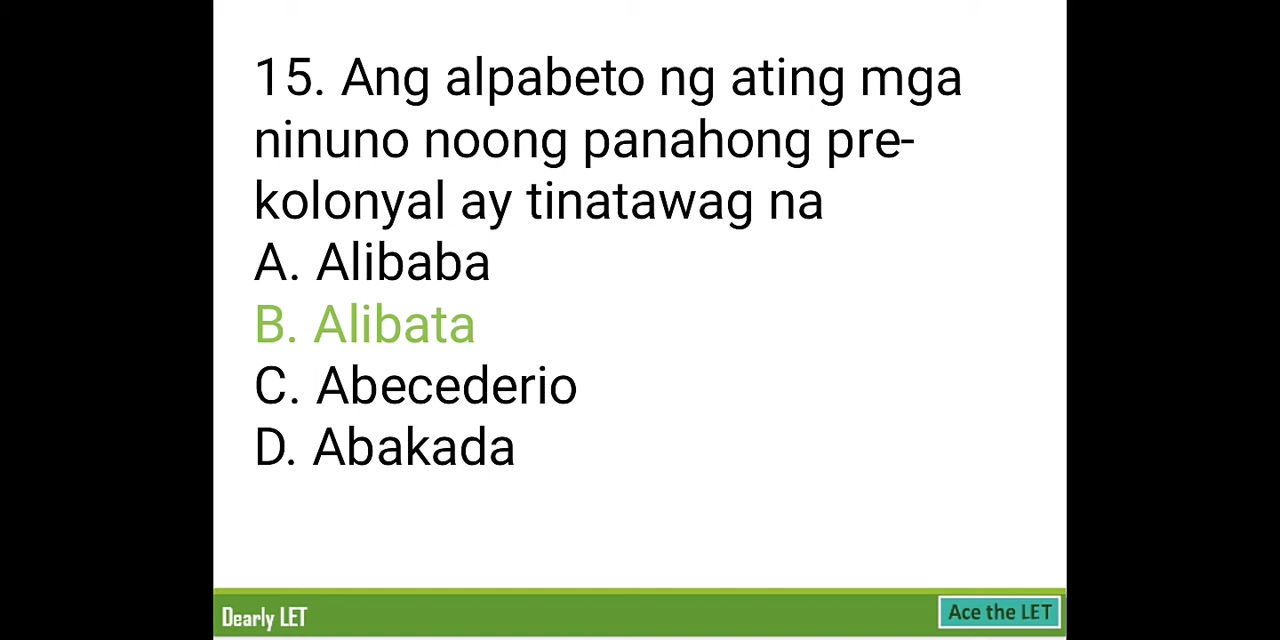 15. Ang alpabeto ng ating mga
ninuno noong panahong pre-
kolonyal ay tinatawag na
A. Alibaba
B. Alibata
C. Abecederio
D. Abakada
Dearly LET
Ace the LET